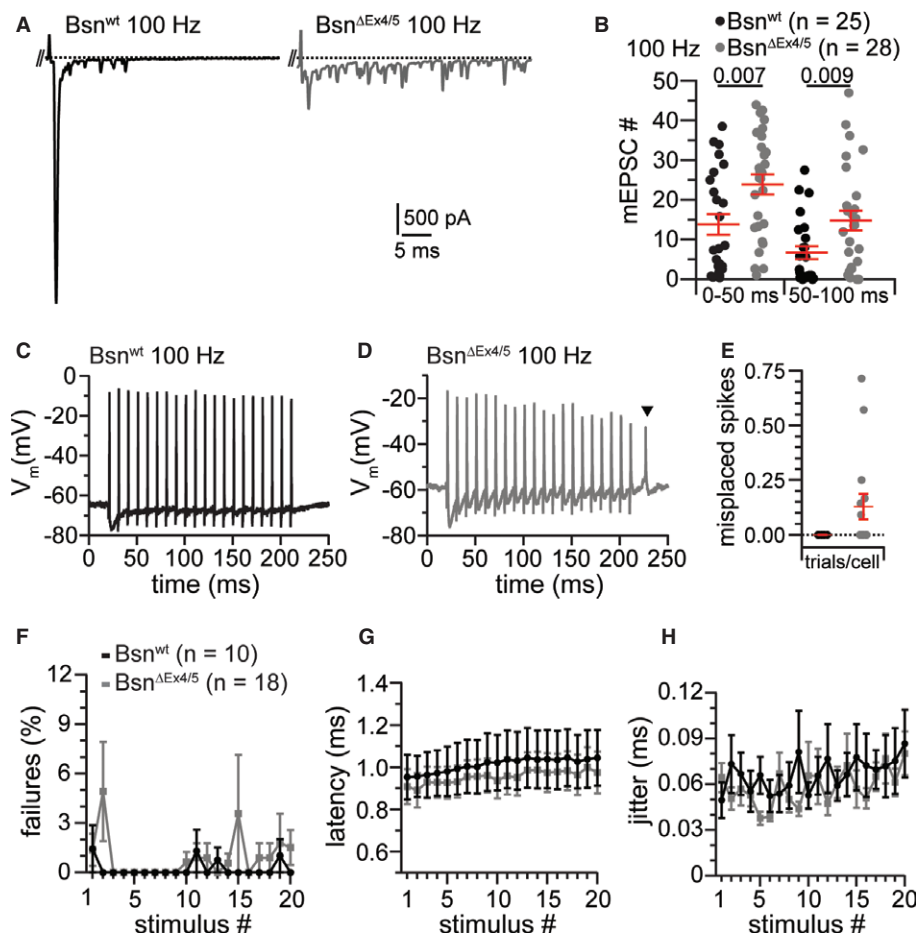 A
Bsn^wt 100 Hz
Bsn^ΔEx4/5 100 Hz
500 pA
5 ms
B
Bsn^wt (n = 25)
100 Hz
Bsn^ΔEx4/5 (n = 28)
0.007
0.009
50
40
30
20
10
0
mEPSC #
0-50 ms
50-100 ms
C
Bsn^wt 100 Hz
0
-20
-40
-60
-80
V_m(mV)
0 50 100 150 200 250
time (ms)
D
Bsn^ΔEx4/5 100 Hz
-20
-40
-60
-80
V_m(mV)
0 50 100 150 200 250
time (ms)
E
0.75
0.50
0.25
0.00
misplaced spikes
trials/cell
F
Bsn^wt (n = 10)
Bsn^ΔEx4/5 (n = 18)
12
9
6
3
0
failures (%)
1 5 10 15 20
stimulus #
G
1.4
1.2
1.0
0.8
0.6
latency (ms)
1 5 10 15 20
stimulus #
H
0.12
0.09
0.06
0.03
0.00
jitter (ms)
1 5 10 15 20
stimulus #